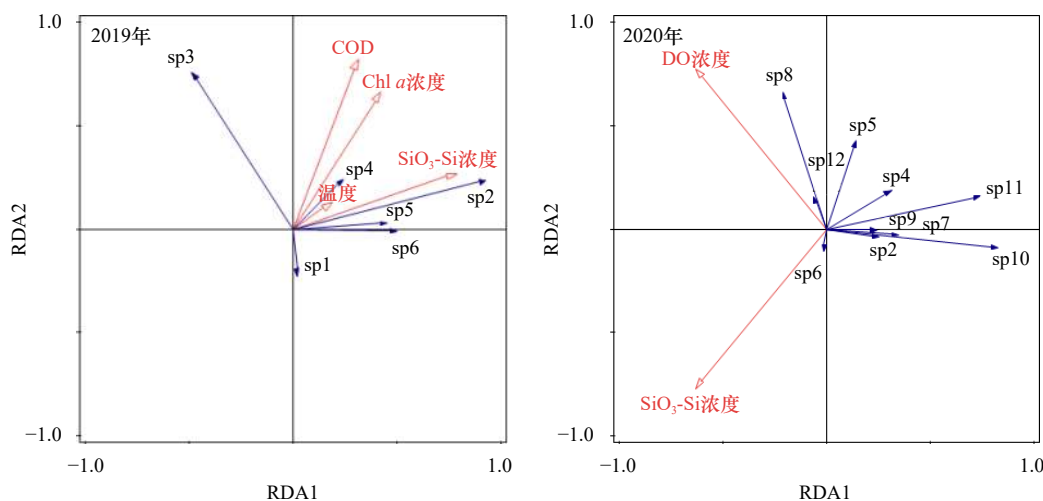 1.0
2019年
sp3
COD
Chl a浓度
SiO₃-Si浓度
sp4
温度
sp2
sp5
sp6
sp1
RDA2
−1.0
−1.0
1.0
RDA1
1.0
2020年
DO浓度
sp8
sp5
sp12
sp4
sp11
sp9
sp7
sp2
sp10
sp6
SiO₃-Si浓度
RDA2
−1.0
−1.0
1.0
RDA1